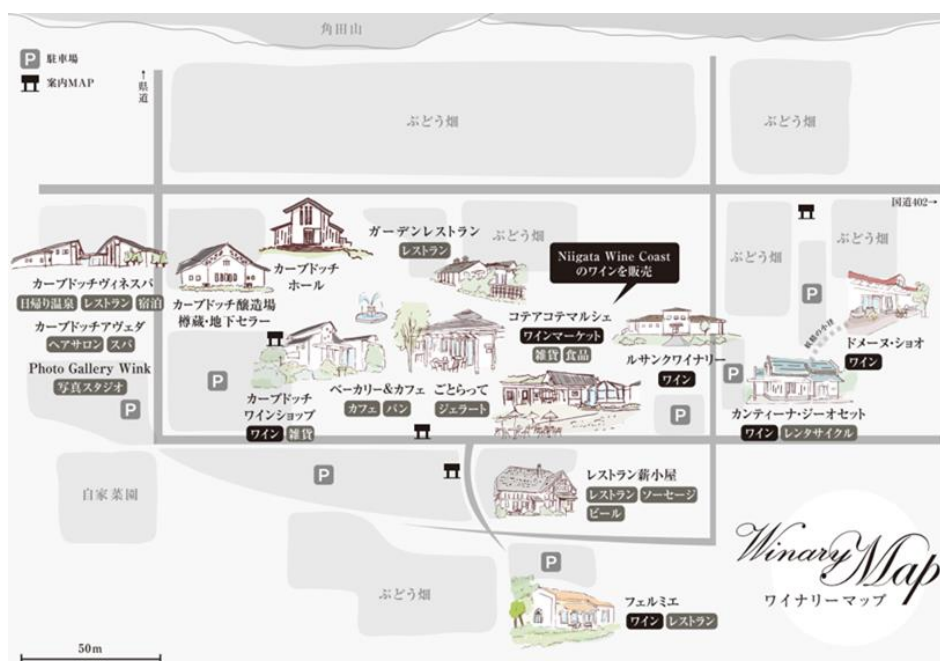 角田山
P 駐車場
案内MAP
↑県道
ぶどう畑
ぶどう畑
国道402→
ガーデンレストラン
レストラン
ぶどう畑
ぶどう畑
ぶどう畑
Niigata Wine Coast
のワインを販売
カーブドッチ
ホール
カーブドッチヴィネスパ
日帰り温泉 レストラン 宿泊
カーブドッチアヴェダ
ヘアサロン スパ
Photo Gallery Wink
写真スタジオ
P
カーブドッチ醸造場
樽蔵・地下セラー
P
カーブドッチ
ワインショップ
ワイン 雑貨
ベーカリー&カフェ
カフェ パン
ごとらって
ジェラート
コテアコテマルシェ
ワインマーケット
雑貨 食品
ルサンクワイナリー
ワイン
P
P
P
ドメーヌ・ショオ
ワイン
カンティーナ・ジーオセット
ワイン レンタサイクル
自家菜園
P
レストラン薪小屋
レストラン ソーセージ
ビール
P
ぶどう畑
フェルミエ
ワイン レストラン
Winary Map
ワイナリーマップ
50m